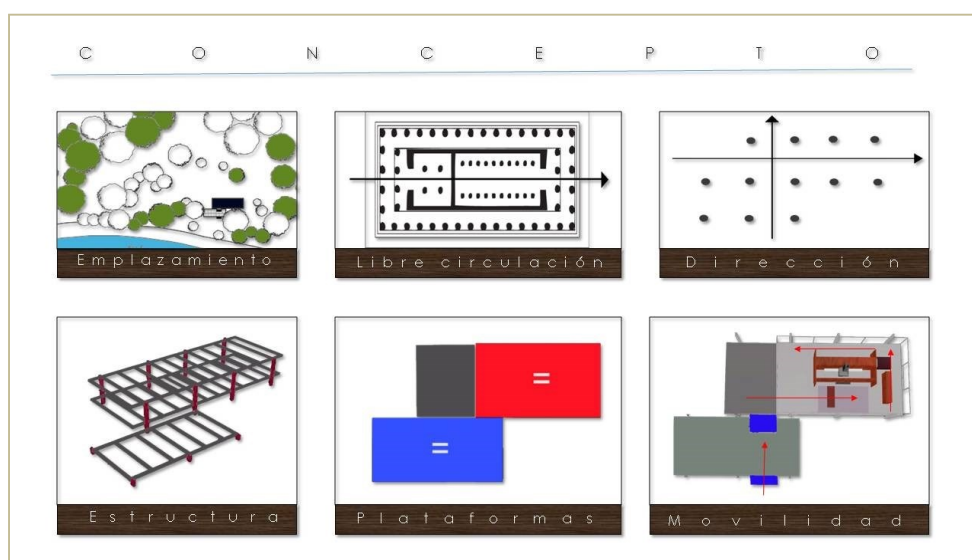 CONCEPTO
Emplazamiento
Libre circulación
Dirección
=
=
Estructura
Plataformas
Movilidad